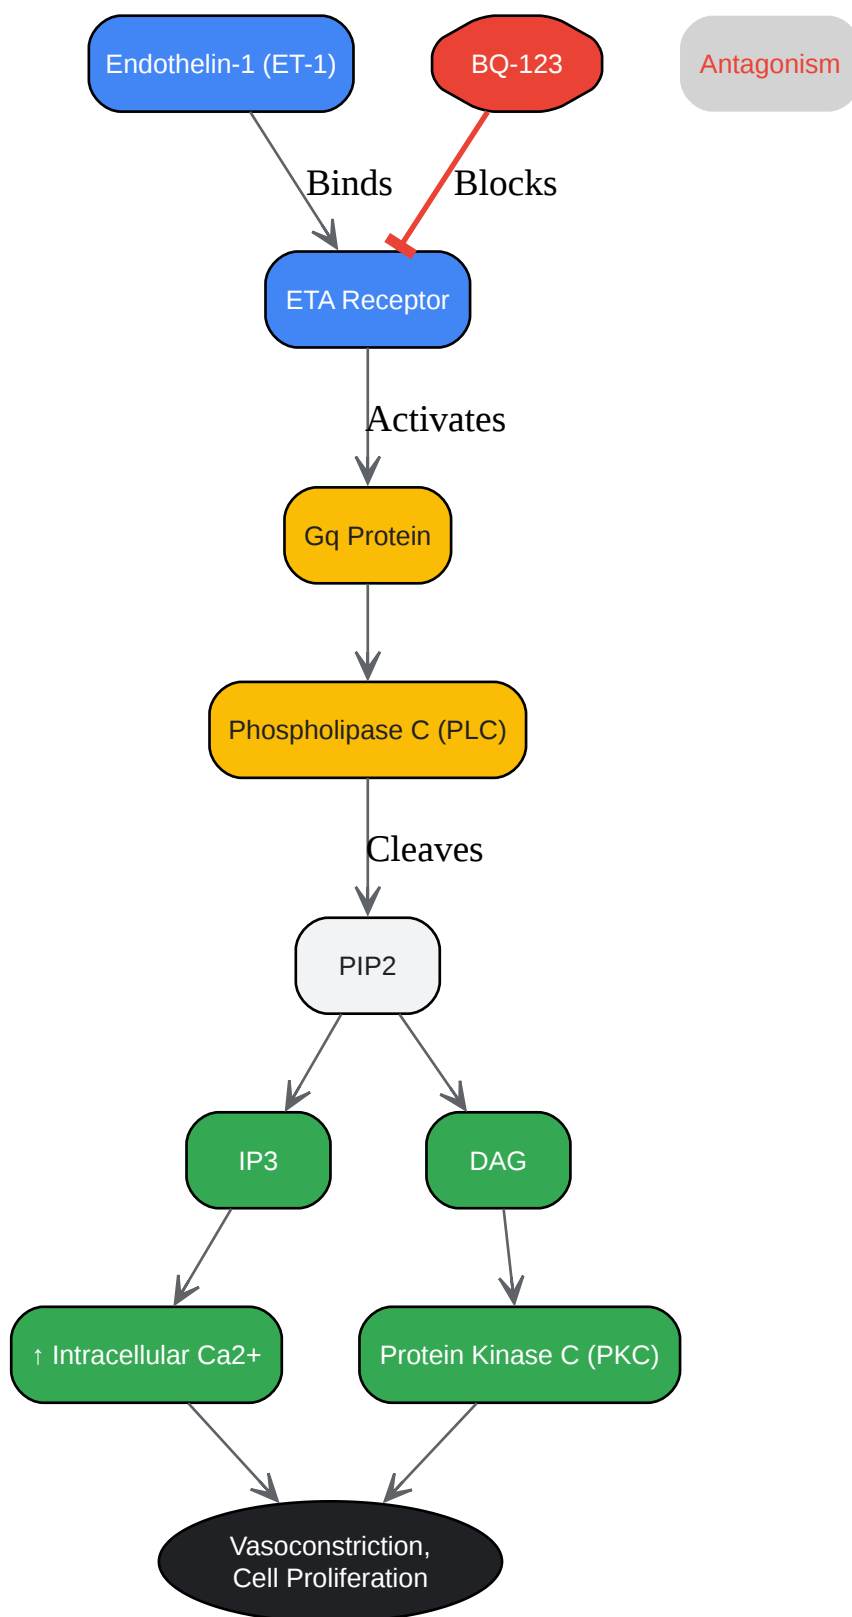 Endothelin-1 (ET-1)
BQ-123
Antagonism
Binds
Blocks
ETA Receptor
Activates
Gq Protein
Phospholipase C (PLC)
Cleaves
PIP2
IP3
DAG
↑ Intracellular Ca2+
Protein Kinase C (PKC)
Vasoconstriction,
Cell Proliferation